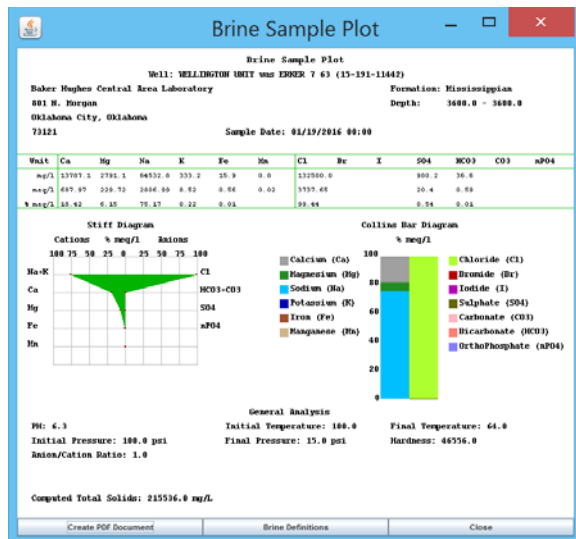 Brine Sample Plot
Brine Sample Plot
Well: WELLINGTON UNIT was ERKER 7 63 (15-191-11442)
Baker Hughes Central Area Laboratory Formation: Mississippian
801 N. Morgan Depth: 3600.0 - 3600.0
Oklahoma City, Oklahoma
73121 Sample Date: 01/19/2016 00:00
Unit Ca Mg Na K Fe Mn Cl Br I SO4 HCO3 CO3 nPO4
mg/l 13787.1 2791.1 64532.0 333.2 15.9 0.0 132500.0 980.2 36.6
meq/l 687.97 229.72 2806.99 8.52 0.56 0.02 3737.65 20.4 0.59
% meq/l 18.42 6.15 75.17 0.22 0.01 99.44 0.54 0.01
Stiff Diagram Collins Bar Diagram
Cations % meq/l Anions % meq/l
100 75 50 25 0 25 50 75 100
Na+K Cl
Ca HCO3+CO3
Mg SO4
Fe nPO4
Mn
Calcium (Ca)
Magnesium (Mg)
Sodium (Na)
Potassium (K)
Iron (Fe)
Manganese (Mn)
100
80
60
40
20
0
Chloride (Cl)
Bromide (Br)
Iodide (I)
Sulphate (SO4)
Carbonate (CO3)
Bicarbonate (HCO3)
OrthoPhosphate (nPO4)
General Analysis
PH: 6.3 Initial Temperature: 100.0 Final Temperature: 64.0
Initial Pressure: 100.0 psi Final Pressure: 15.0 psi Hardness: 46556.0
Anion/Cation Ratio: 1.0
Computed Total Solids: 215536.0 mg/L
Create PDF Document Brine Definitions Close